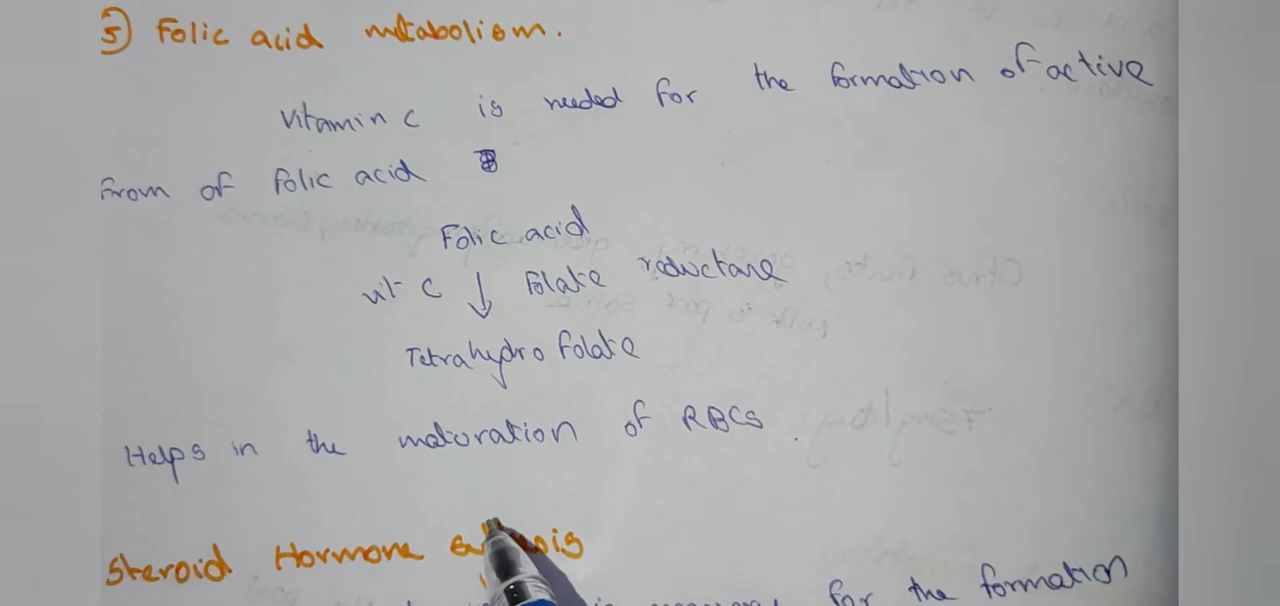 5) Folic acid metabolism.
Vitamin C is needed for the formation of active
from of folic acid
Folic acid
vit C ↓ Folate reductase
Tetrahydro folate
Helps in the maturation of RBCS.
Steroid Hormone
for the formation